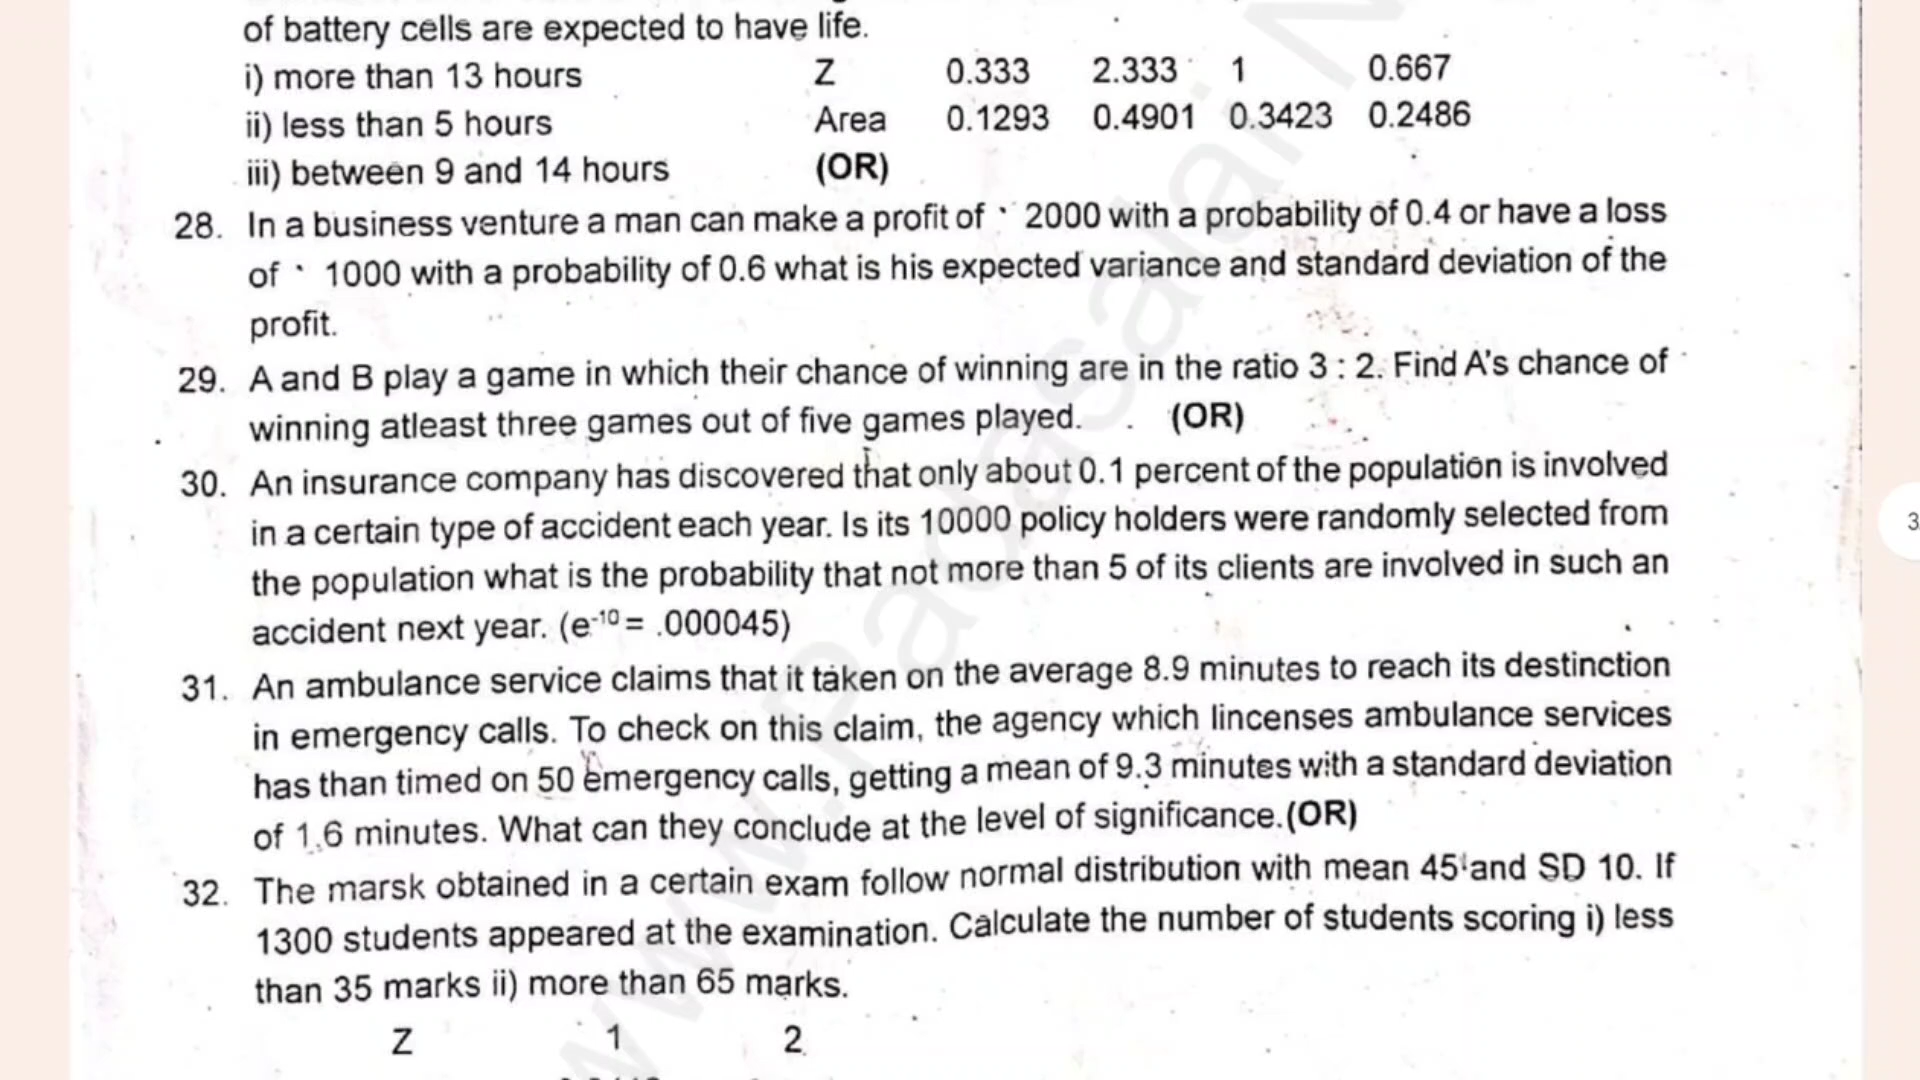 of battery cells are expected to have life.
i) more than 13 hours Z 0.333 2.333 1 0.667
ii) less than 5 hours Area 0.1293 0.4901 0.3423 0.2486
iii) between 9 and 14 hours (OR)
28. In a business venture a man can make a profit of ` 2000 with a probability of 0.4 or have a loss
of ` 1000 with a probability of 0.6 what is his expected variance and standard deviation of the
profit.
29. A and B play a game in which their chance of winning are in the ratio 3 : 2. Find A's chance of
winning atleast three games out of five games played. (OR)
30. An insurance company has discovered that only about 0.1 percent of the population is involved
in a certain type of accident each year. Is its 10000 policy holders were randomly selected from
the population what is the probability that not more than 5 of its clients are involved in such an
accident next year. (e⁻¹⁰ = .000045)
31. An ambulance service claims that it taken on the average 8.9 minutes to reach its destinction
in emergency calls. To check on this claim, the agency which lincenses ambulance services
has than timed on 50 emergency calls, getting a mean of 9.3 minutes with a standard deviation
of 1.6 minutes. What can they conclude at the level of significance.(OR)
32. The marsk obtained in a certain exam follow normal distribution with mean 45 and SD 10. If
1300 students appeared at the examination. Calculate the number of students scoring i) less
than 35 marks ii) more than 65 marks.
Z 1 2
www.Padasalai.N
3